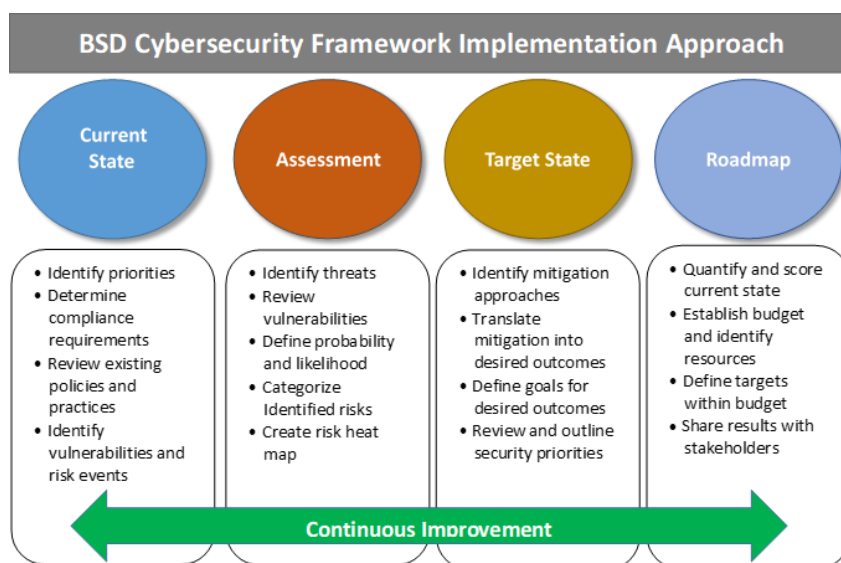 BSD Cybersecurity Framework Implementation Approach
Current
State
Assessment
Target State
Roadmap
• Identify priorities
• Determine
compliance
requirements
• Review existing
policies and
practices
• Identify
vulnerabilities and
risk events
• Identify threats
• Review
vulnerabilities
• Define probability
and likelihood
• Categorize
Identified risks
• Create risk heat
map
• Identify mitigation
approaches
• Translate
mitigation into
desired outcomes
• Define goals for
desired outcomes
• Review and outline
security priorities
• Quantify and score
current state
• Establish budget
and identify
resources
• Define targets
within budget
• Share results with
stakeholders
Continuous Improvement